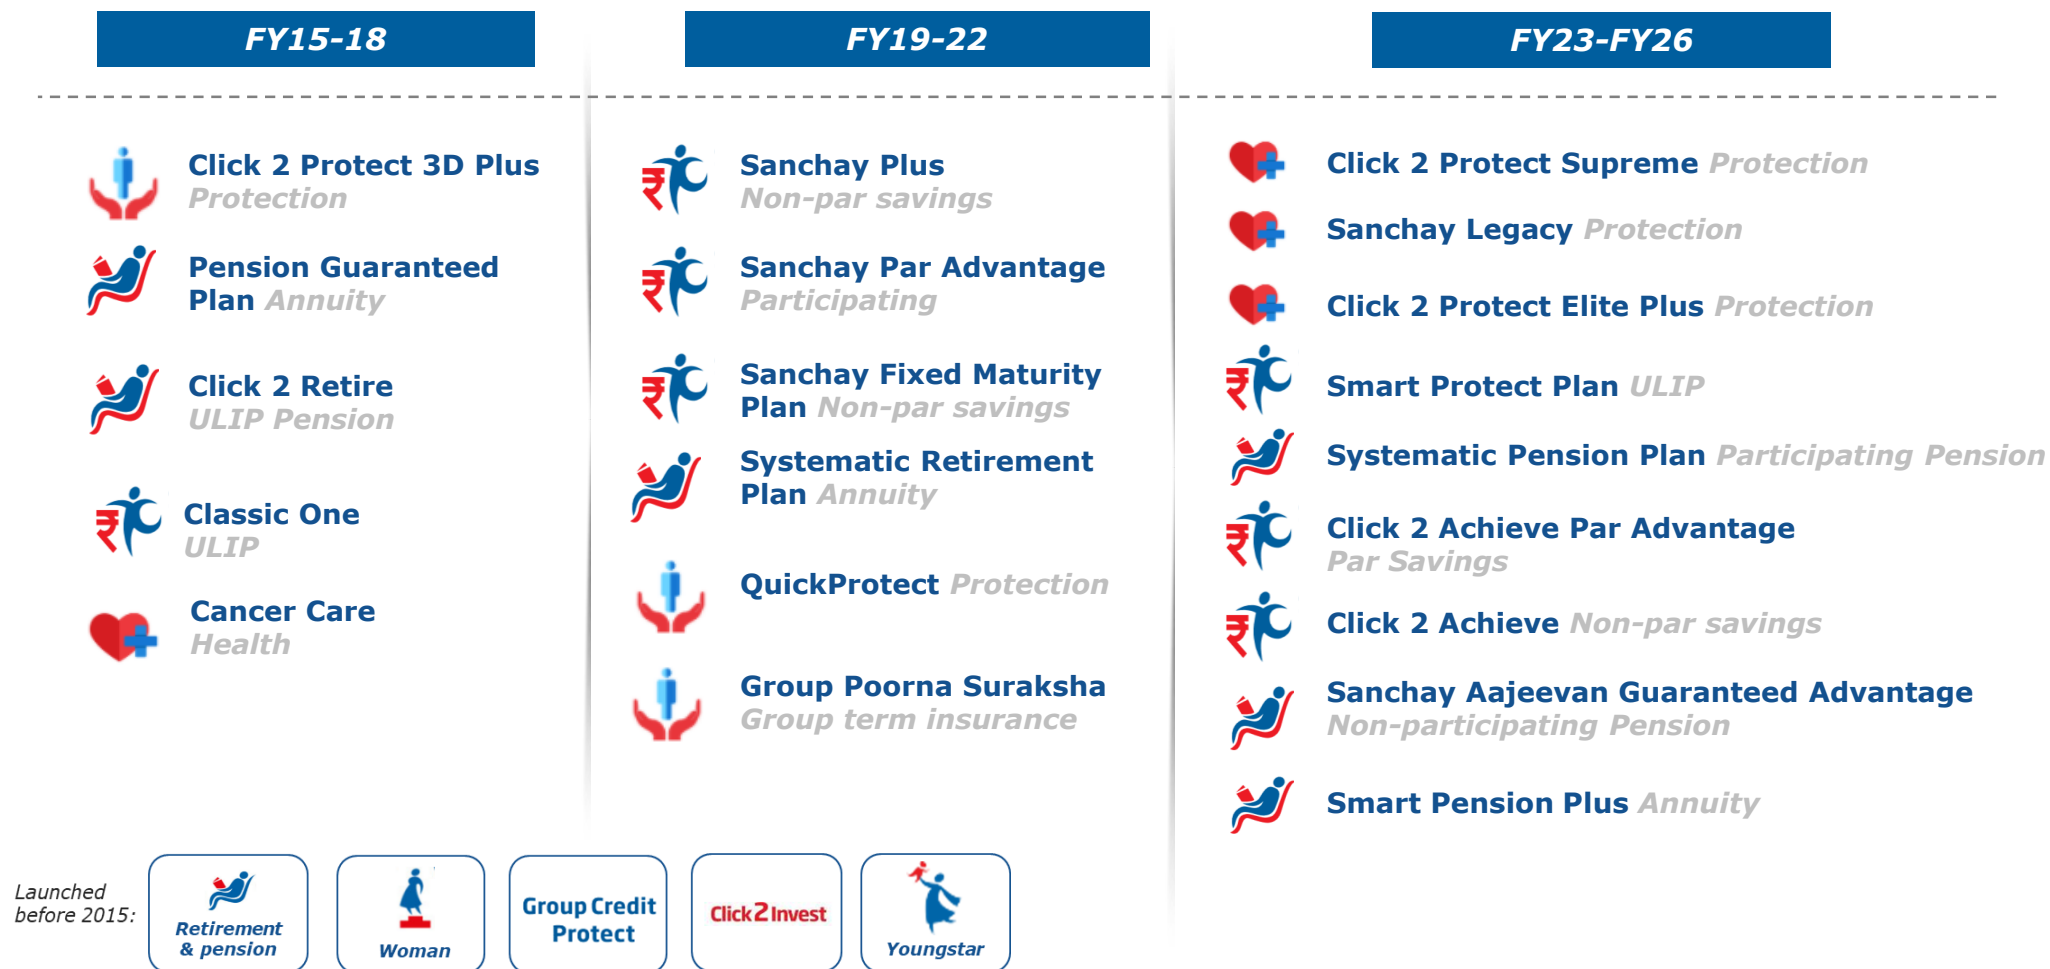 FY15-18
Click 2 Protect 3D Plus
Protection
Pension Guaranteed
Plan Annuity
Click 2 Retire
ULIP Pension
Classic One
ULIP
Cancer Care
Health
FY19-22
Sanchay Plus
Non-par savings
Sanchay Par Advantage
Participating
Sanchay Fixed Maturity
Plan Non-par savings
Systematic Retirement
Plan Annuity
QuickProtect Protection
Group Poorna Suraksha
Group term insurance
FY23-FY26
Click 2 Protect Supreme Protection
Sanchay Legacy Protection
Click 2 Protect Elite Plus Protection
Smart Protect Plan ULIP
Systematic Pension Plan Participating Pension
Click 2 Achieve Par Advantage
Par Savings
Click 2 Achieve Non-par savings
Sanchay Aajeevan Guaranteed Advantage
Non-participating Pension
Smart Pension Plus Annuity
Launched
before 2015:
Retirement
& pension
Woman
Group Credit
Protect
Click2Invest
Youngstar